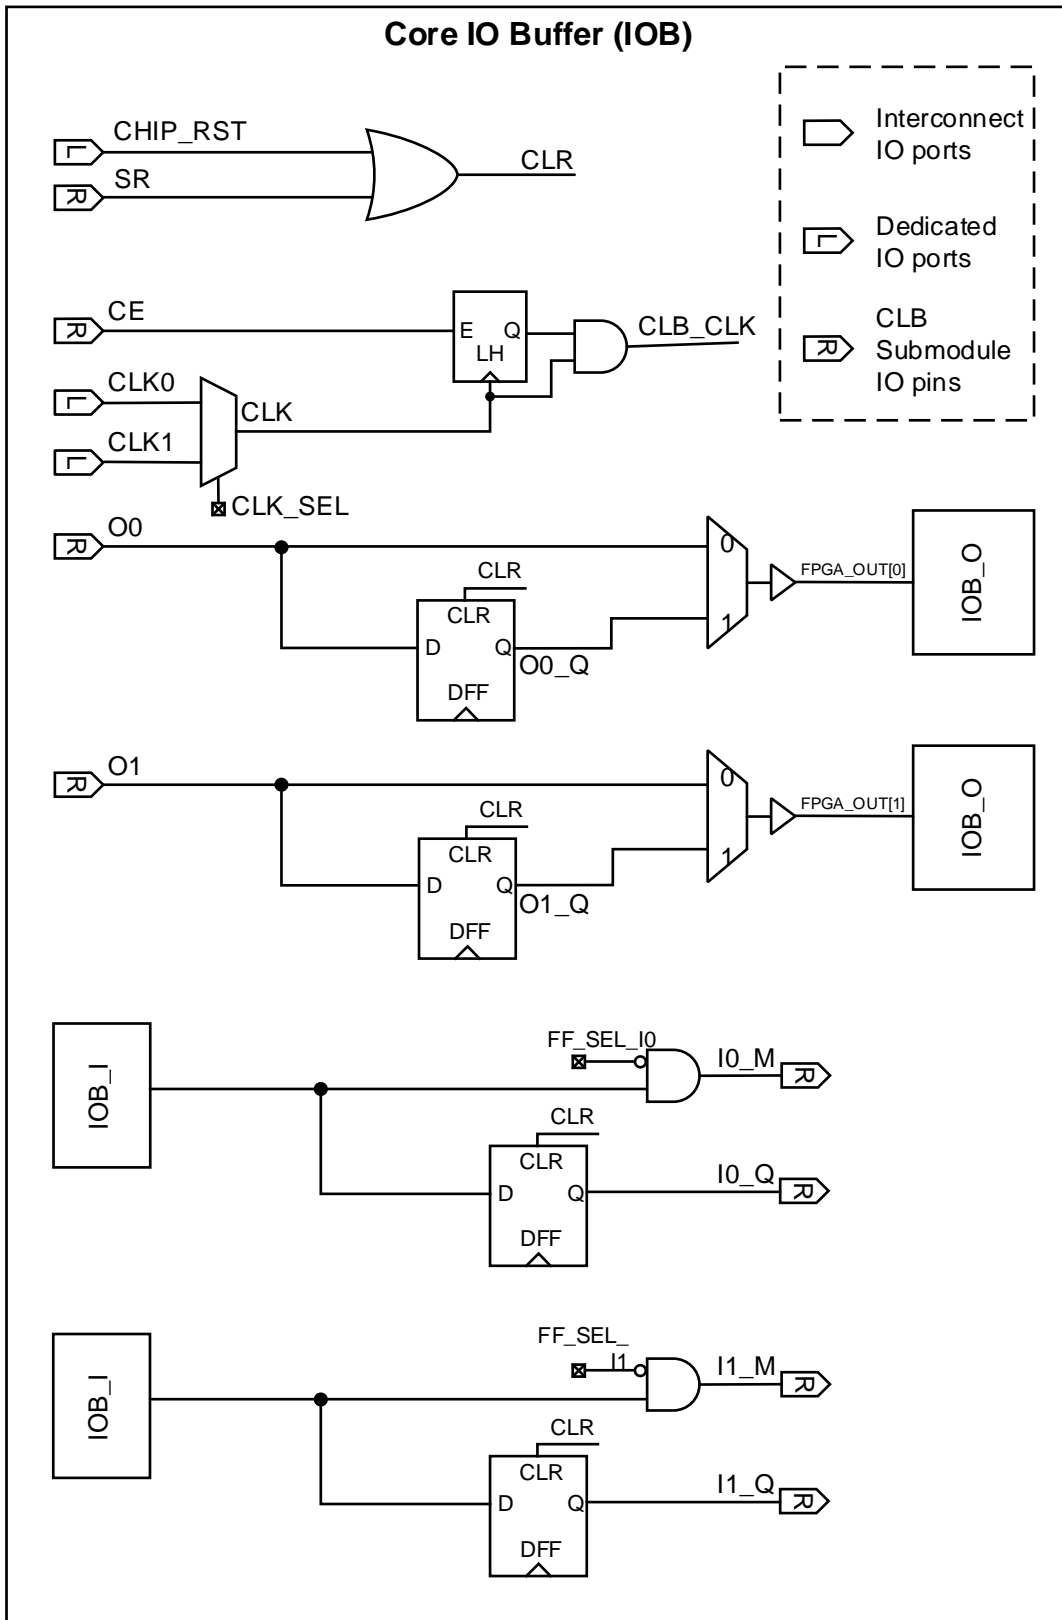 Core IO Buffer (IOB)
Interconnect
IO ports
L
Dedicated
IO ports
R
CLB
Submodule
IO pins
L
CHIP_RST
R
SR
CLR
R
CE
E
Q
LH
CLB_CLK
L
CLK0
CLK
L
CLK1
CLK_SEL
R
O0
0
1
CLR
CLR
D
Q
DFF
O0_Q
FPGA_OUT[0]
IOB_O
R
O1
0
1
CLR
CLR
D
Q
DFF
O1_Q
FPGA_OUT[1]
IOB_O
IOB_I
FF_SEL_I0
I0_M
R
CLR
CLR
D
Q
DFF
I0_Q
R
IOB_I
FF_SEL_
I1
I1_M
R
CLR
CLR
D
Q
DFF
I1_Q
R